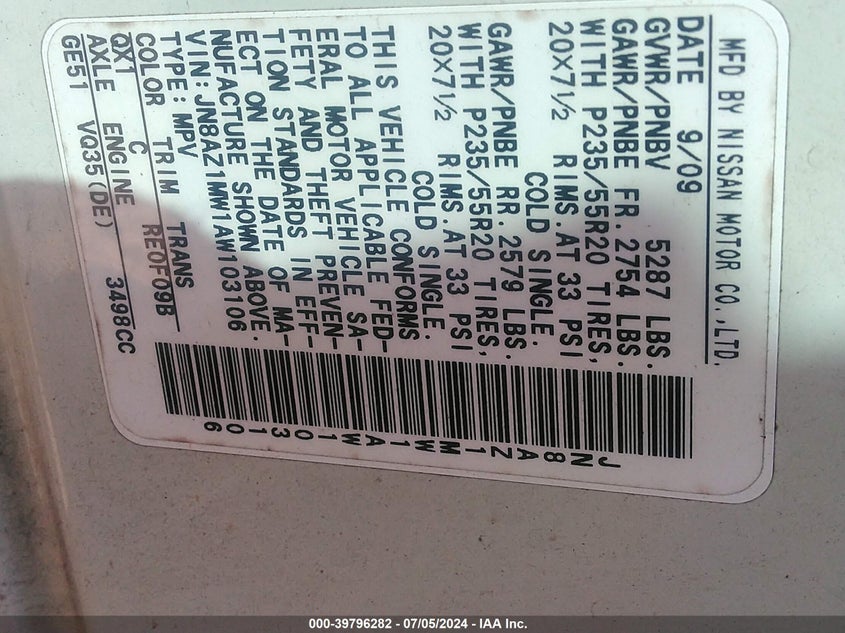 MFD BY NISSAN MOTOR CO.,LTD.
DATE 9/09
GVWR/PNBV 5287 LBS.
GAWR/PNBE FR. 2754 LBS.
WITH P235/55R20 TIRES,
20X7½ RIMS.AT 33 PSI
COLD SINGLE.
GAWR/PNBE RR. 2579 LBS.
WITH P235/55R20 TIRES,
20X7½ RIMS.AT 33 PSI
COLD SINGLE.
THIS VEHICLE CONFORMS
TO ALL APPLICABLE FED-
ERAL MOTOR VEHICLE SA-
FETY AND THEFT PREVEN-
TION STANDARDS IN EFF-
ECT ON THE DATE OF MA-
NUFACTURE SHOWN ABOVE.
VIN:JN8AZ1MW1AW103106
TYPE:MPV
COLOR TRIM TRANS
QXT C RE0F09B
AXLE ENGINE
GE51 VQ35(DE) 3498CC
JN8AZ1MW1AW103106
000-39796282 - 07/05/2024 - IAA Inc.